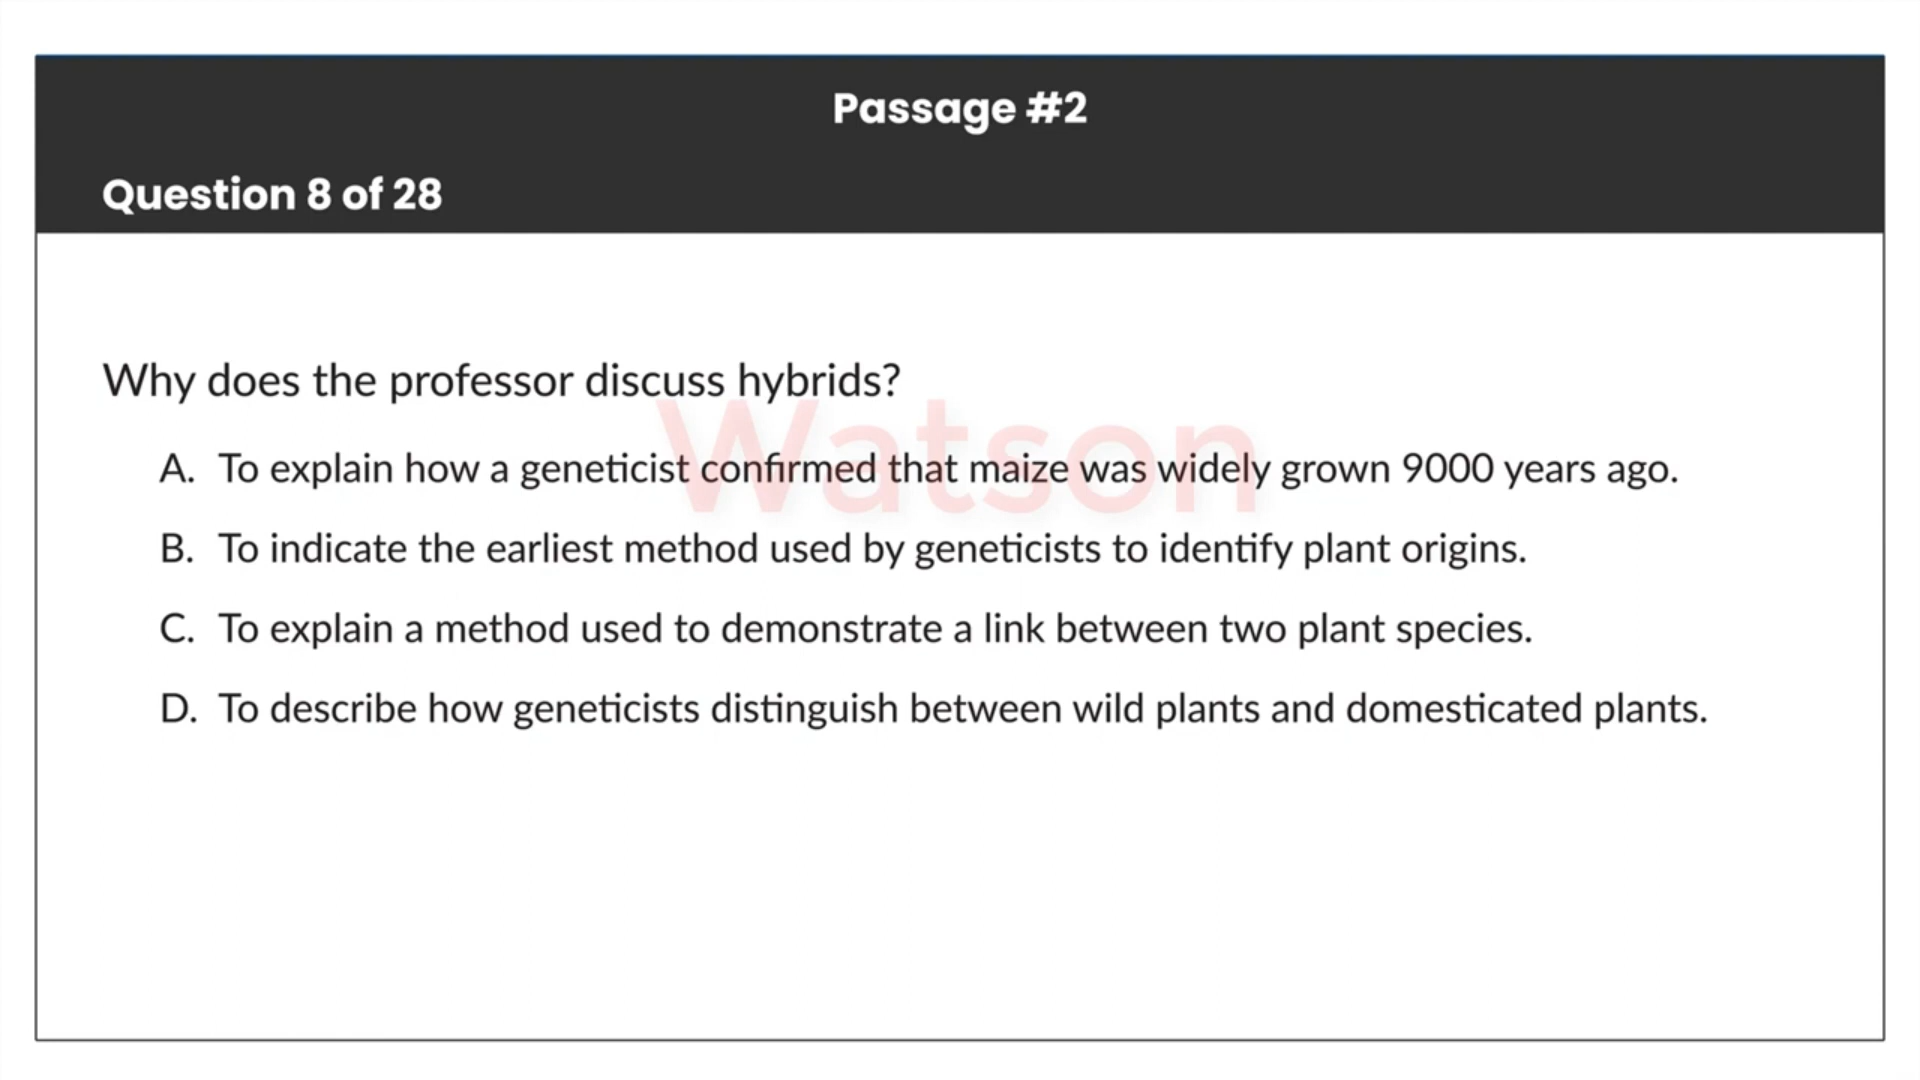 Passage #2
Question 8 of 28
Why does the professor discuss hybrids?
Watson
A. To explain how a geneticist confirmed that maize was widely grown 9000 years ago.
B. To indicate the earliest method used by geneticists to identify plant origins.
C. To explain a method used to demonstrate a link between two plant species.
D. To describe how geneticists distinguish between wild plants and domesticated plants.